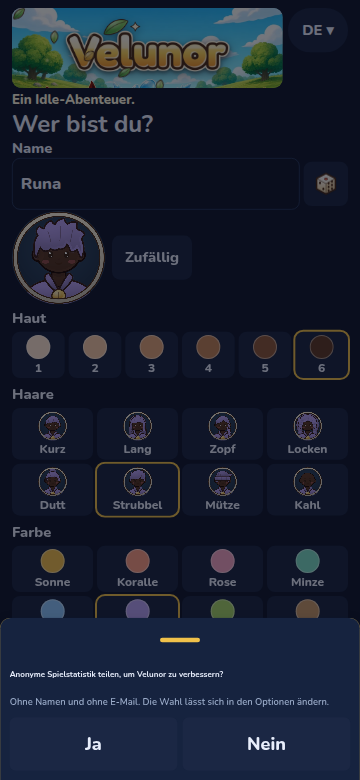 Velunor
DE ▾
Ein Idle-Abenteuer.
Wer bist du?
Name
Runa
Zufällig
Haut
1 2 3 4 5 6
Haare
Kurz Lang Zopf Locken
Dutt Strubbel Mütze Kahl
Farbe
Sonne Koralle Rose Minze
Anonyme Spielstatistik teilen, um Velunor zu verbessern?
Ohne Namen und ohne E-Mail. Die Wahl lässt sich in den Optionen ändern.
Ja Nein